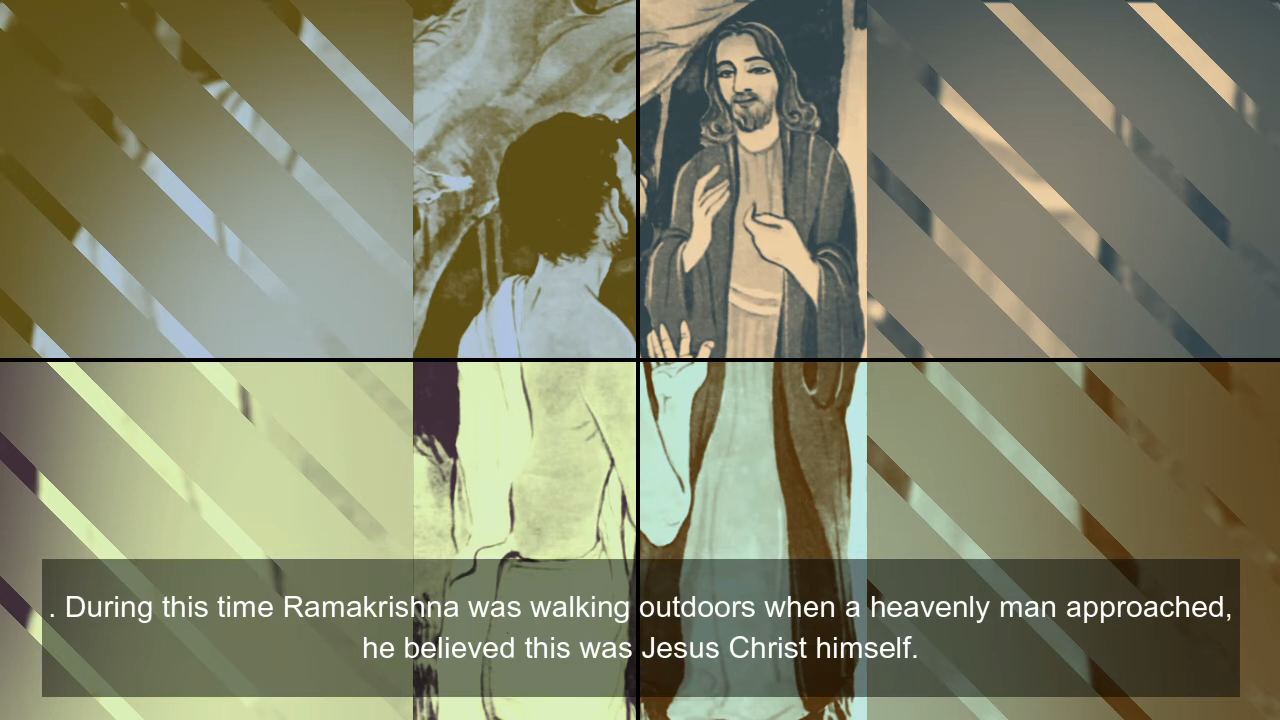 . During this time Ramakrishna was walking outdoors when a heavenly man approached,
he believed this was Jesus Christ himself.